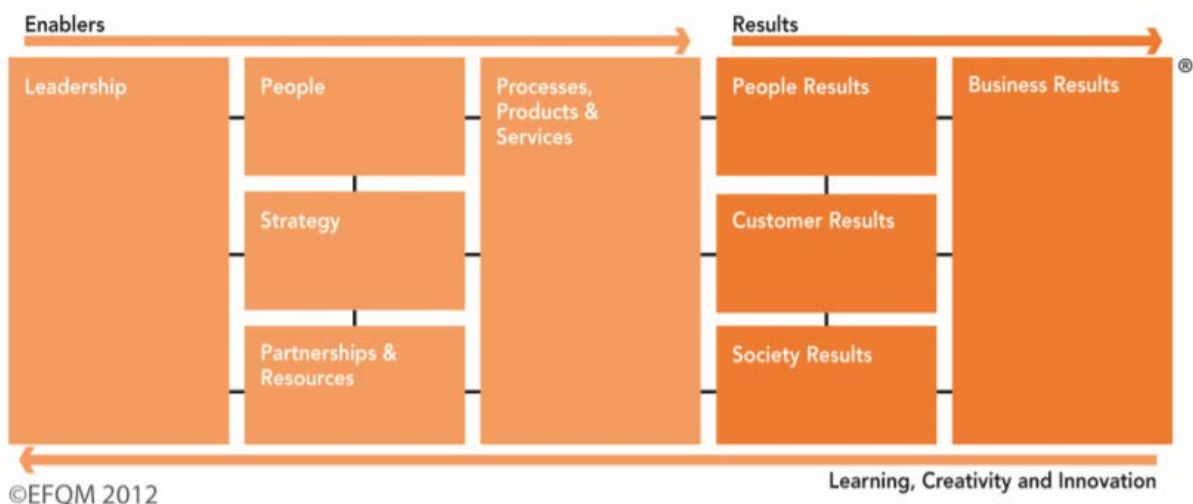 Enablers
Results
Leadership
People
Processes,
Products &
Services
People Results
Business Results
®
Strategy
Customer Results
Partnerships &
Resources
Society Results
Learning, Creativity and Innovation
©EFQM 2012